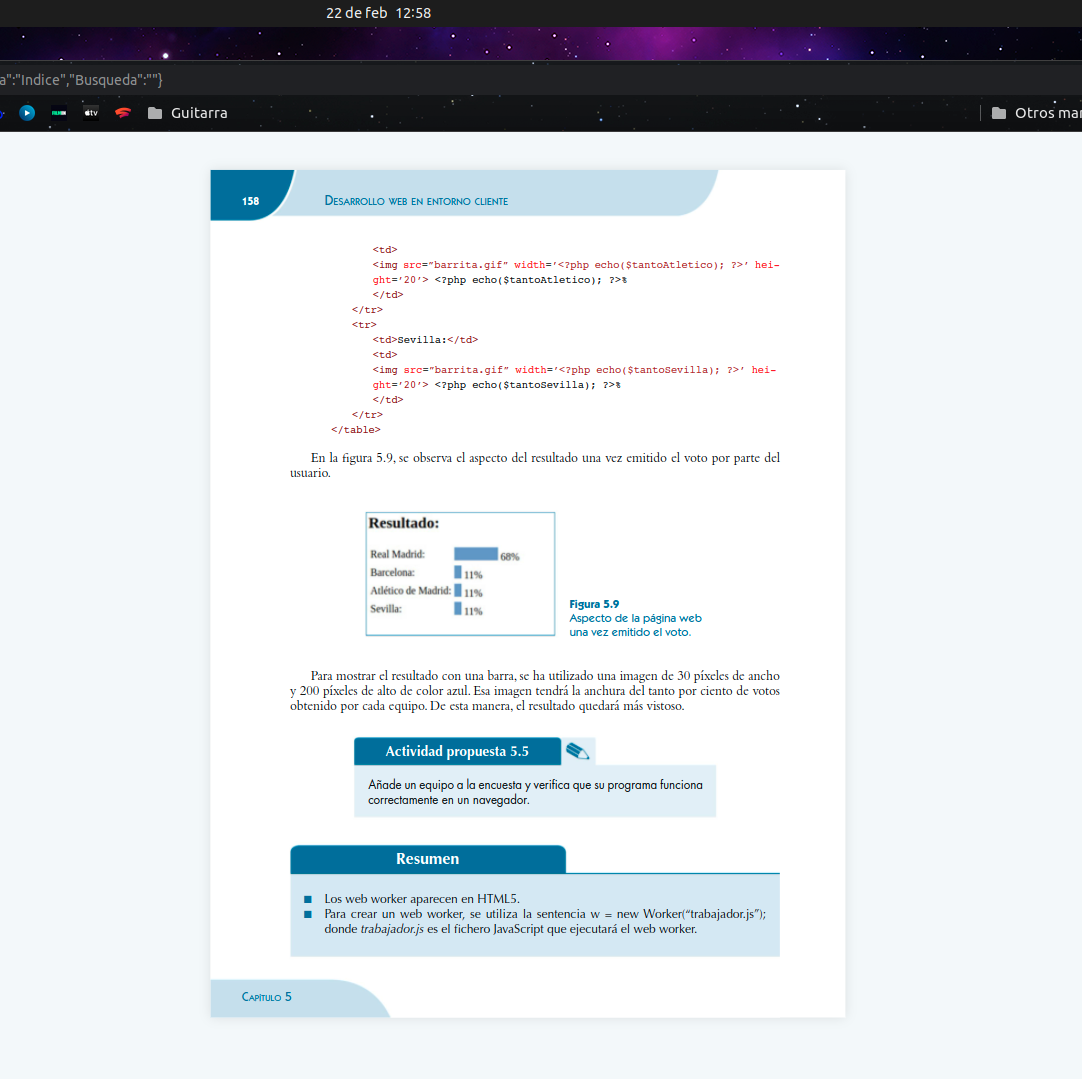 22 de feb 12:58
a":"Indice","Busqueda":""}
tv
Guitarra
Otros mar
158
Desarrollo web en entorno cliente
<td>
<img src="barrita.gif" width='<?php echo($tantoAtletico); ?>' hei-
ght='20'> <?php echo($tantoAtletico); ?>%
</td>
</tr>
<tr>
<td>Sevilla:</td>
<td>
<img src="barrita.gif" width='<?php echo($tantoSevilla); ?>' hei-
ght='20'> <?php echo($tantoSevilla); ?>%
</td>
</tr>
</table>
En la figura 5.9, se observa el aspecto del resultado una vez emitido el voto por parte del
usuario.
Resultado:
Real Madrid: 68%
Barcelona: 11%
Atlético de Madrid: 11%
Sevilla: 11%
Figura 5.9
Aspecto de la página web
una vez emitido el voto.
Para mostrar el resultado con una barra, se ha utilizado una imagen de 30 píxeles de ancho
y 200 píxeles de alto de color azul. Esa imagen tendrá la anchura del tanto por ciento de votos
obtenido por cada equipo. De esta manera, el resultado quedará más vistoso.
Actividad propuesta 5.5
Añade un equipo a la encuesta y verifica que su programa funciona
correctamente en un navegador.
Resumen
■ Los web worker aparecen en HTML5.
■ Para crear un web worker, se utiliza la sentencia w = new Worker("trabajador.js");
donde trabajador.js es el fichero JavaScript que ejecutará el web worker.
Capítulo 5